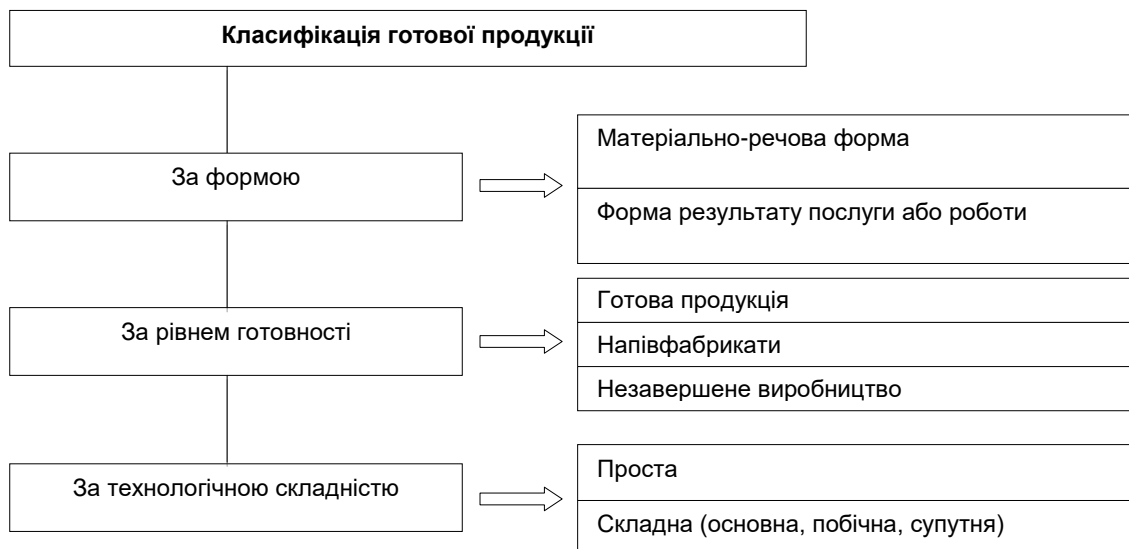 Класифікація готової продукції
За формою
Матеріально-речова форма
Форма результату послуги або роботи
За рівнем готовності
Готова продукція
Напівфабрикати
Незавершене виробництво
За технологічною складністю
Проста
Складна (основна, побічна, супутня)